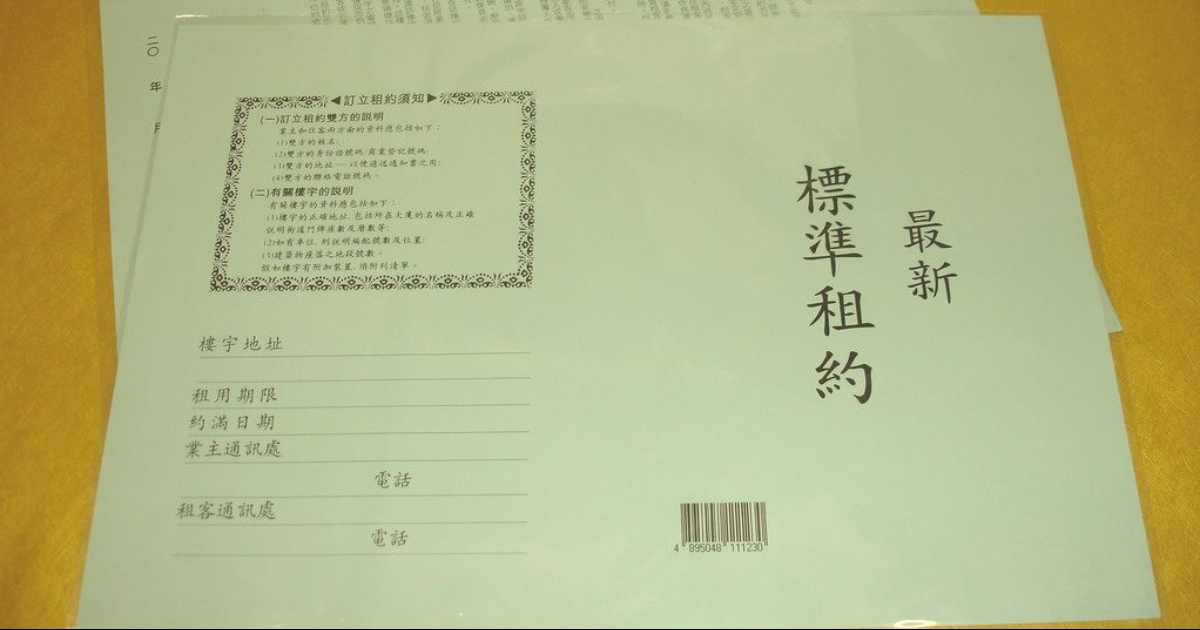 二〇
年
月
◀訂立租約須知▶
(一)訂立租約雙方的說明
業主和住客兩方面的資料應包括如下：
(1)雙方的姓名;
(2)雙方的身份證號碼/商業登記號碼;
(3)雙方的地址 — 以便遞送通知書之用;
(4)雙方的聯絡電話號碼。
(二)有關樓宇的說明
有關樓宇的資料應包括如下：
(1)樓宇的正確地址, 包括所在大廈的名稱及正確
說明街道門牌座數及層數等;
(2)如有車位, 則說明編配號數及位置;
(3)建築物座落之地段號數。
假如樓宇有附加裝置, 須附列清單。
樓宇地址
租用期限
約滿日期
業主通訊處
電話
租客通訊處
電話
最新
標準租約
4 895048 111230